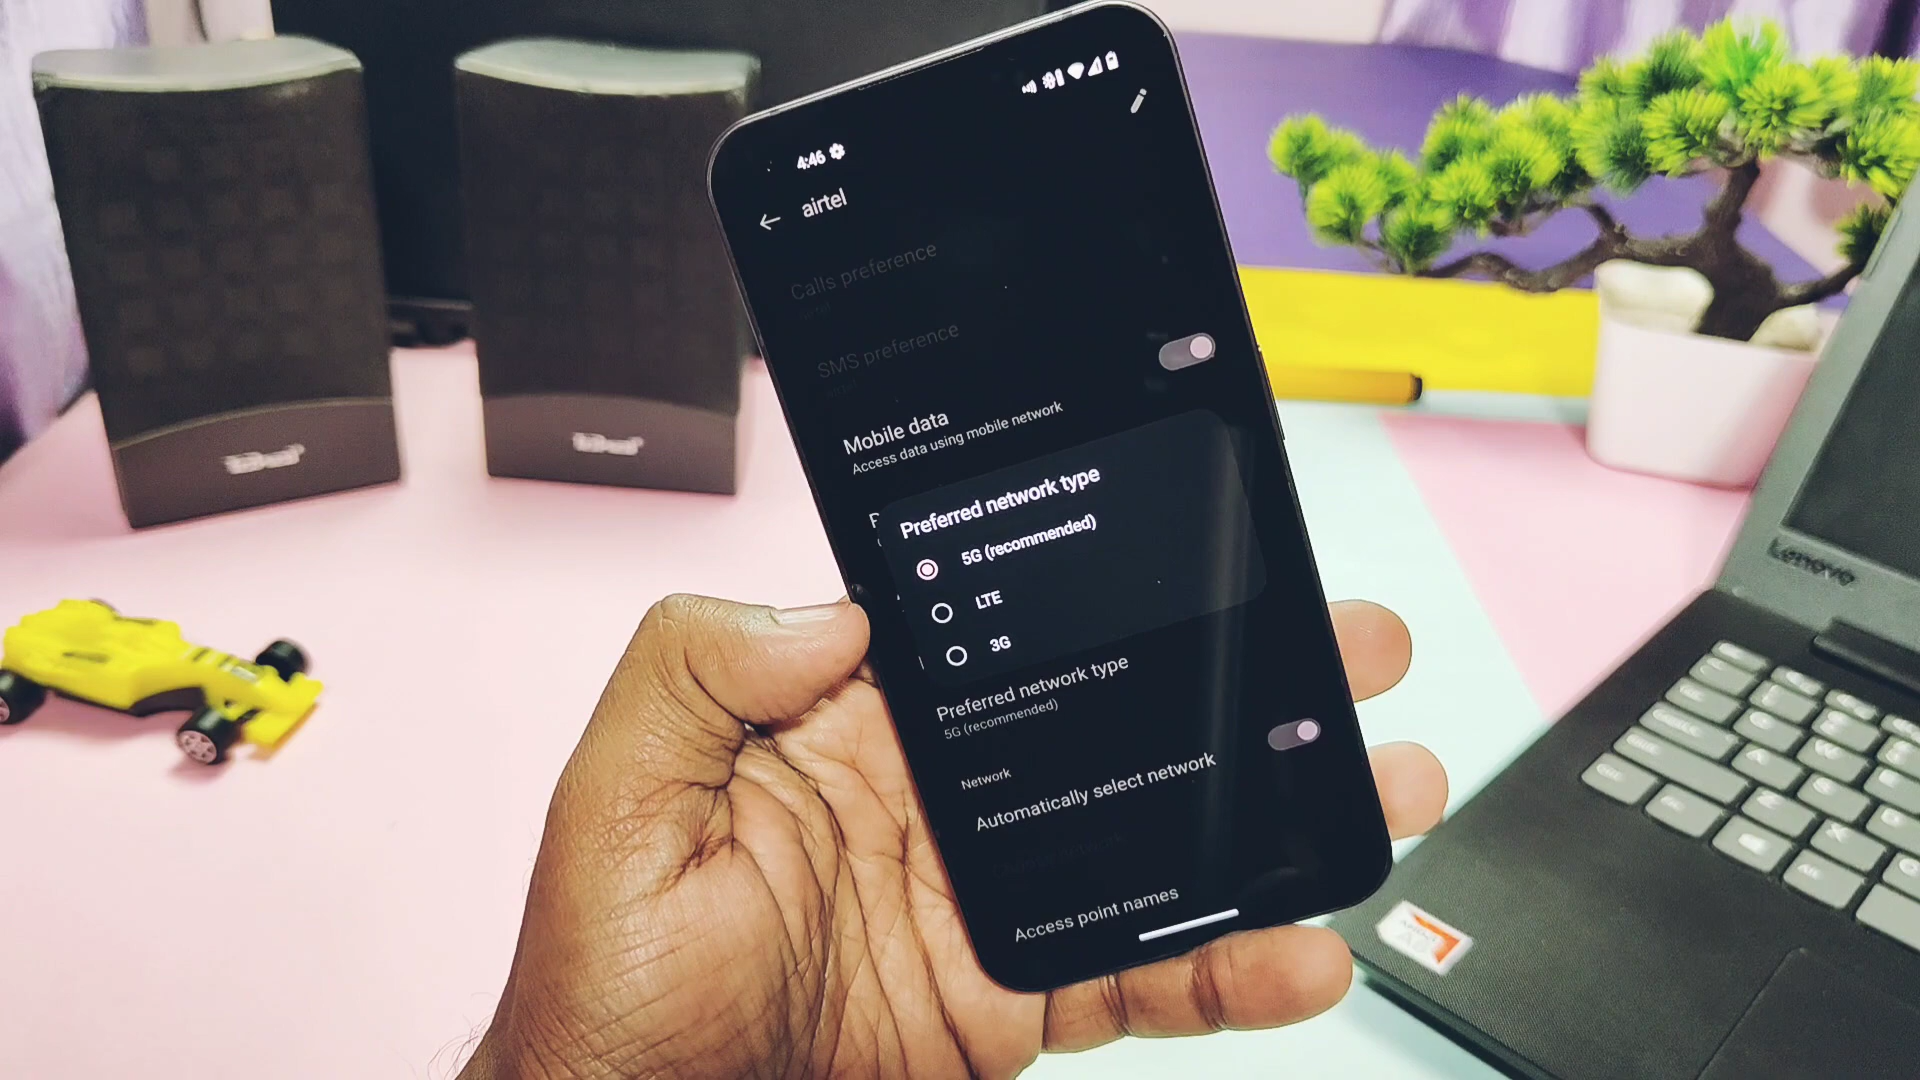 4:46
airtel
Calls preference
SMS preference
Mobile data
Access data using mobile network
Preferred network type
5G (recommended)
LTE
3G
Preferred network type
5G (recommended)
Network
Automatically select network
Access point names
Lenovo